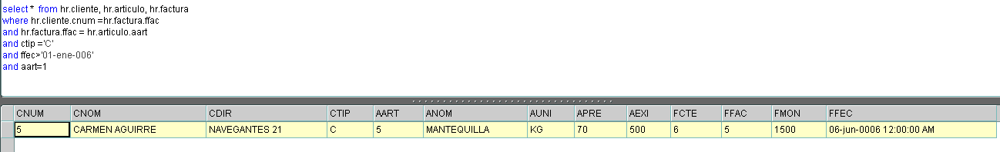 select * from hr.cliente, hr.articulo, hr.factura
where hr.cliente.cnum =hr.factura.ffac
and hr.factura.ffac = hr.articulo.aart
and ctip ='C'
and ffec>'01-ene-006'
and aart=1
CNUM CNOM CDIR CTIP AART ANOM AUNI APRE AEXI FCTE FFAC FMON FFEC
5 CARMEN AGUIRRE NAVEGANTES 21 C 5 MANTEQUILLA KG 70 500 6 5 1500 06-jun-0006 12:00:00 AM